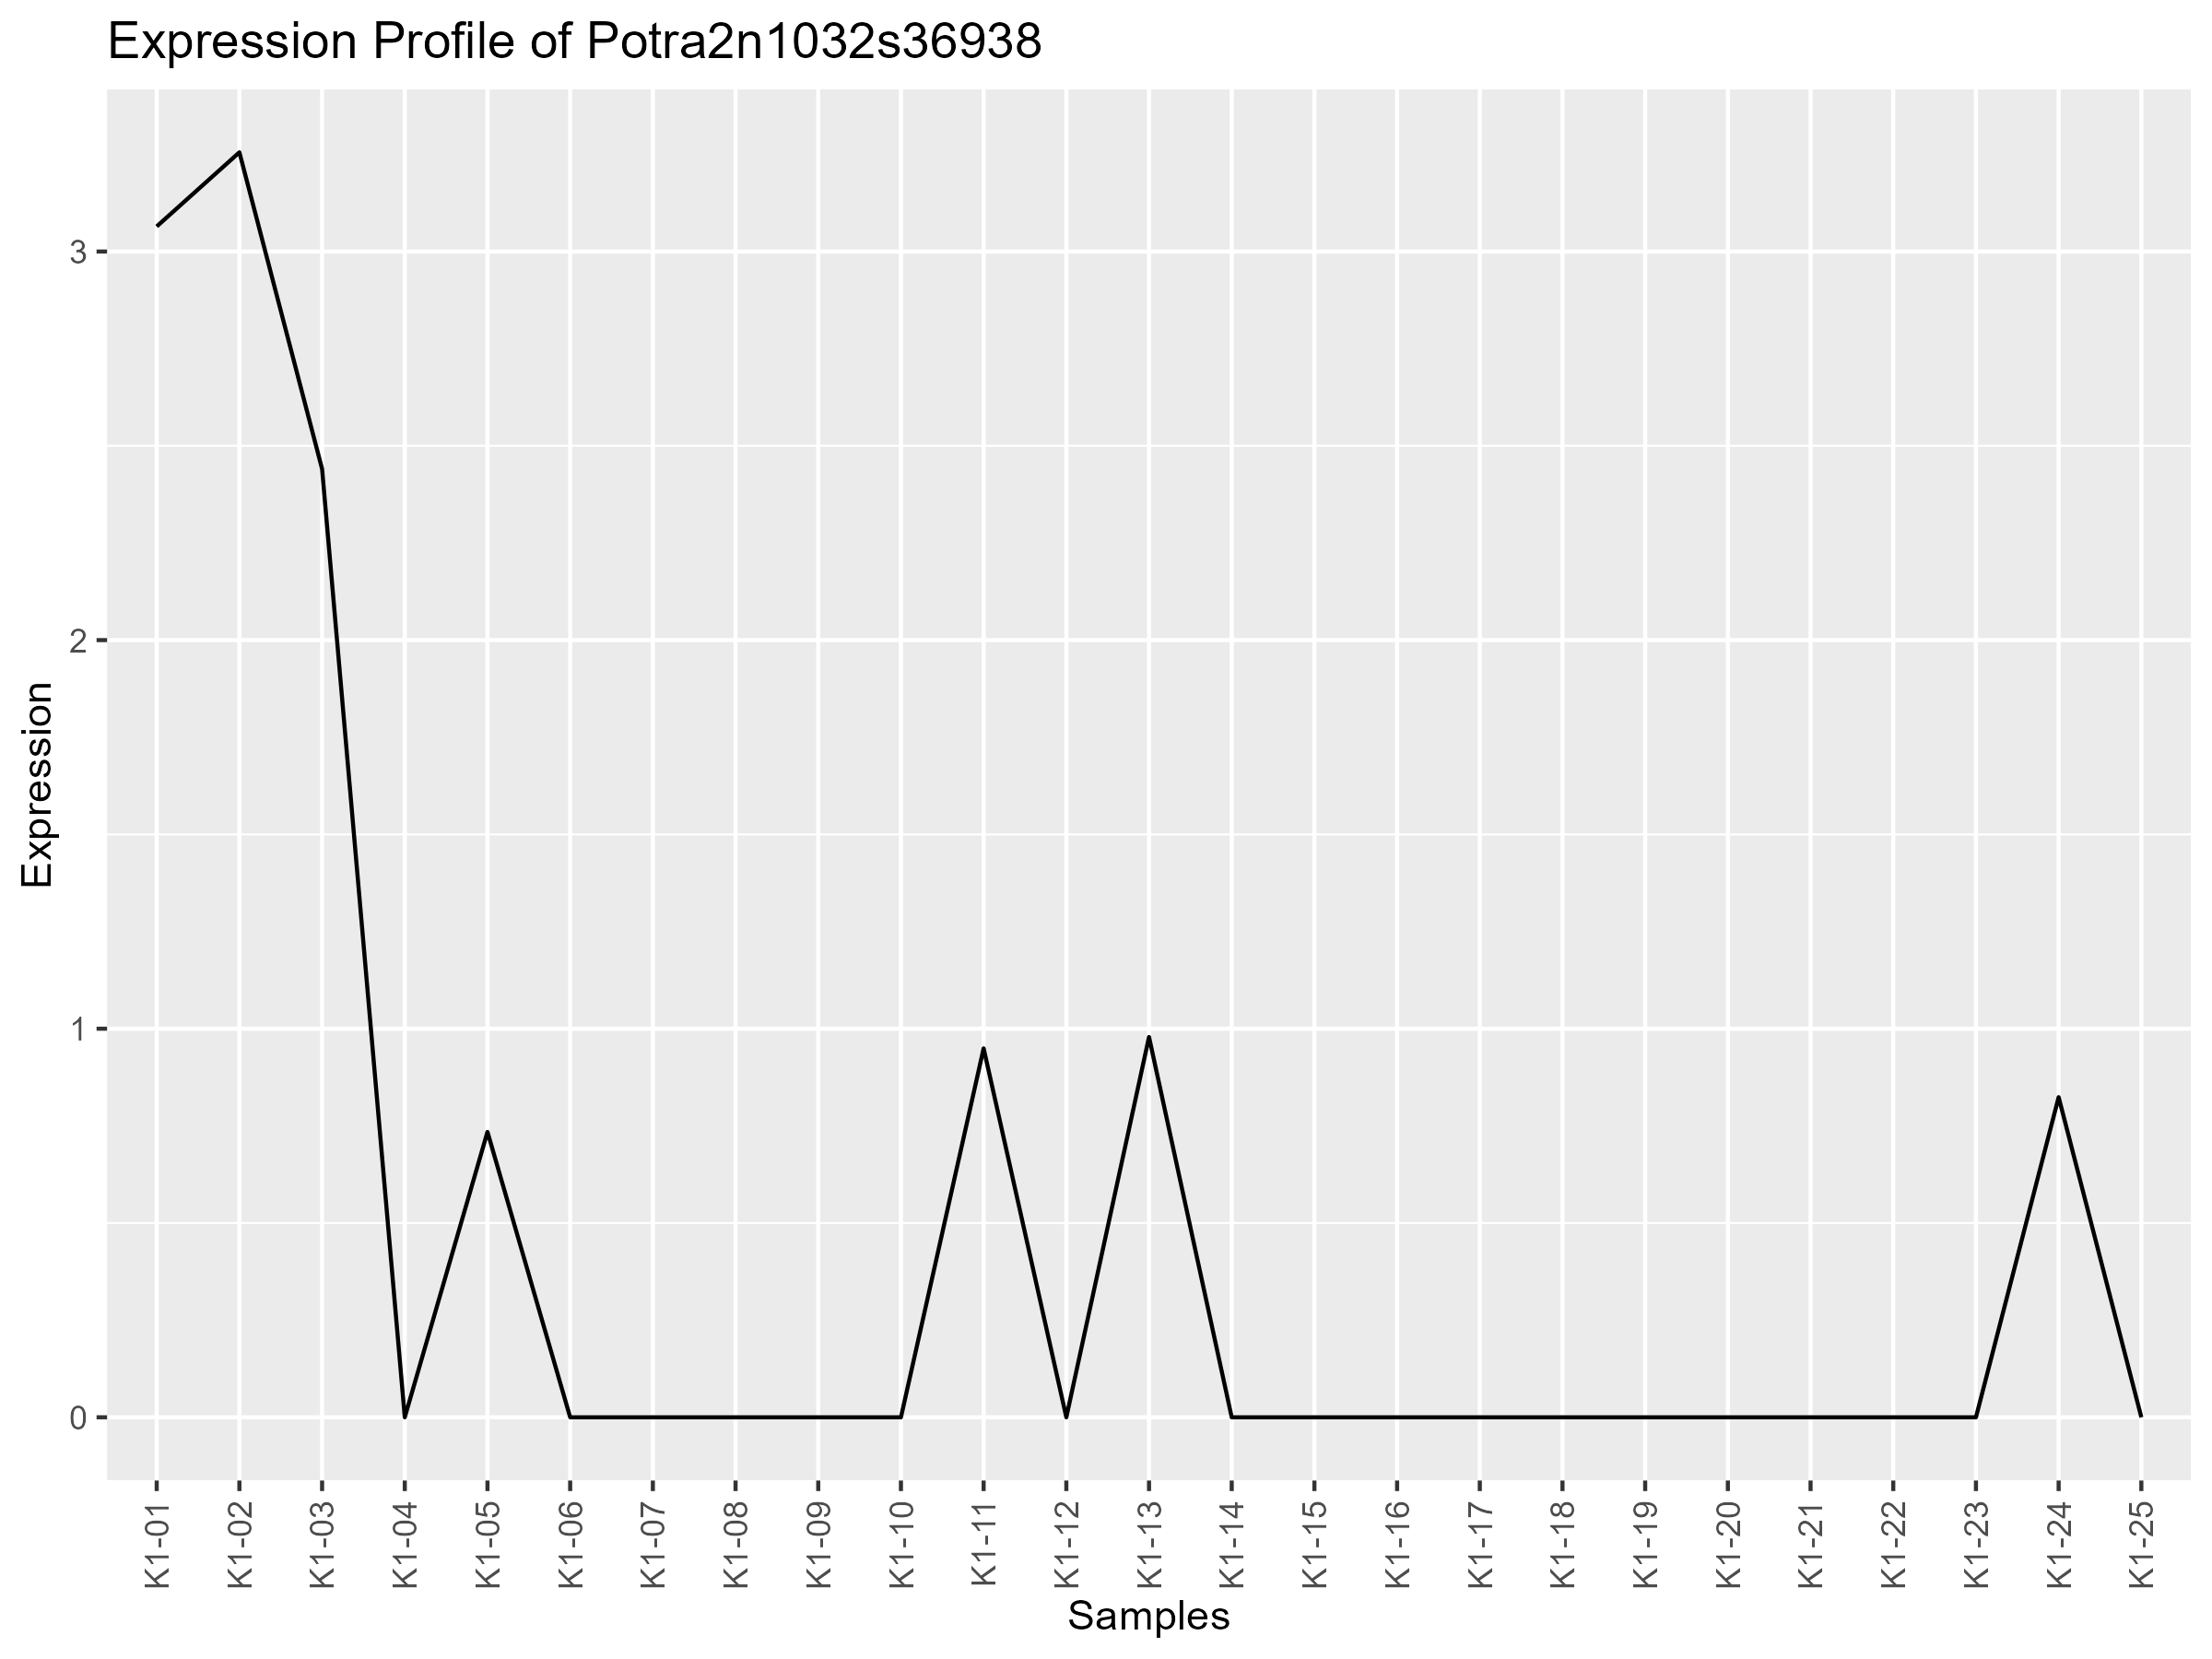 Expression Profile of Potra2n1032s36938
3
2
1
0
Expression
K1-01
K1-02
K1-03
K1-04
K1-05
K1-06
K1-07
K1-08
K1-09
K1-10
K1-11
K1-12
K1-13
K1-14
K1-15
K1-16
K1-17
K1-18
K1-19
K1-20
K1-21
K1-22
K1-23
K1-24
K1-25
Samples